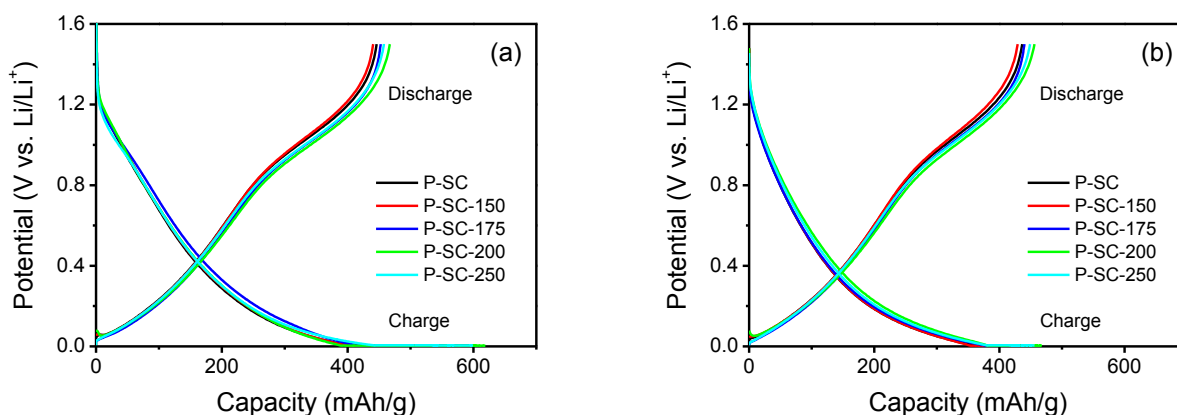 (a)
Potential (V vs. Li/Li⁺)
1.6
1.2
0.8
0.4
0.0
Discharge
P-SC
P-SC-150
P-SC-175
P-SC-200
P-SC-250
Charge
0 200 400 600
Capacity (mAh/g)
(b)
Potential (V vs. Li/Li⁺)
1.6
1.2
0.8
0.4
0.0
Discharge
P-SC
P-SC-150
P-SC-175
P-SC-200
P-SC-250
Charge
0 200 400 600
Capacity (mAh/g)